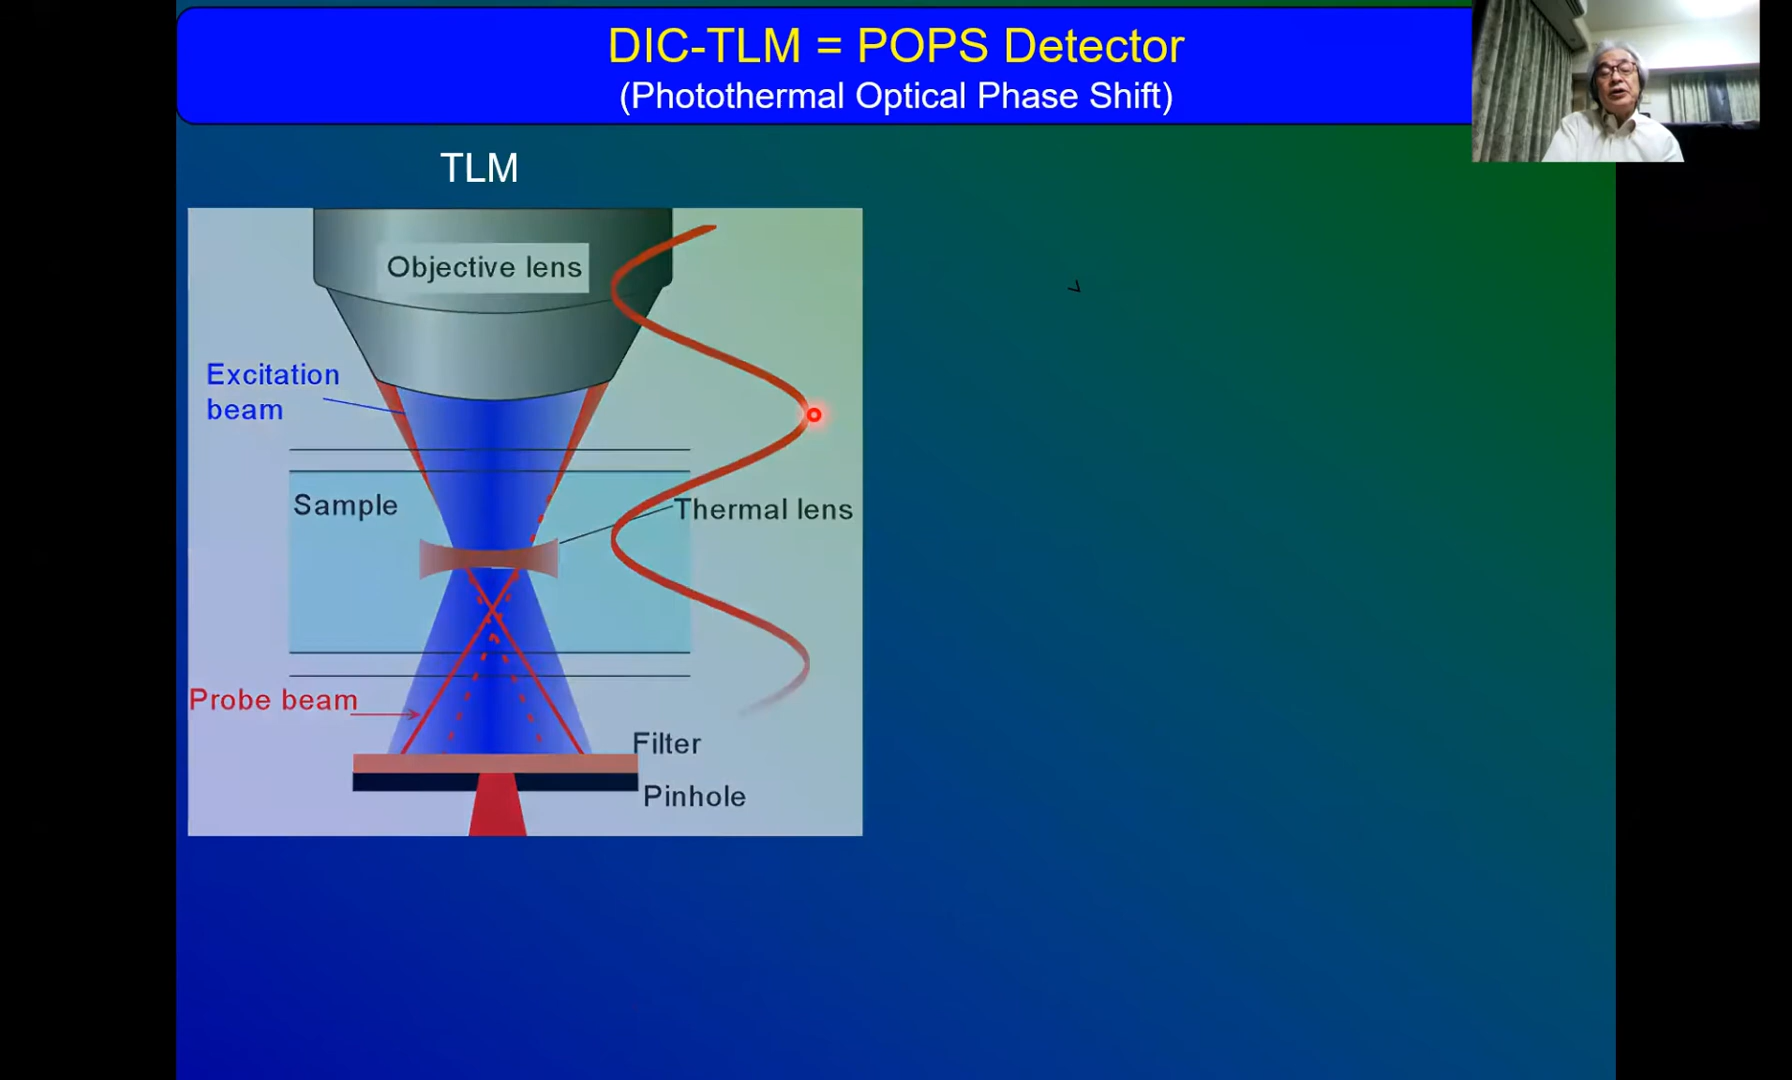 DIC-TLM = POPS Detector
(Photothermal Optical Phase Shift)
TLM
Objective lens
Excitation
beam
Sample
Thermal lens
Probe beam
Filter
Pinhole